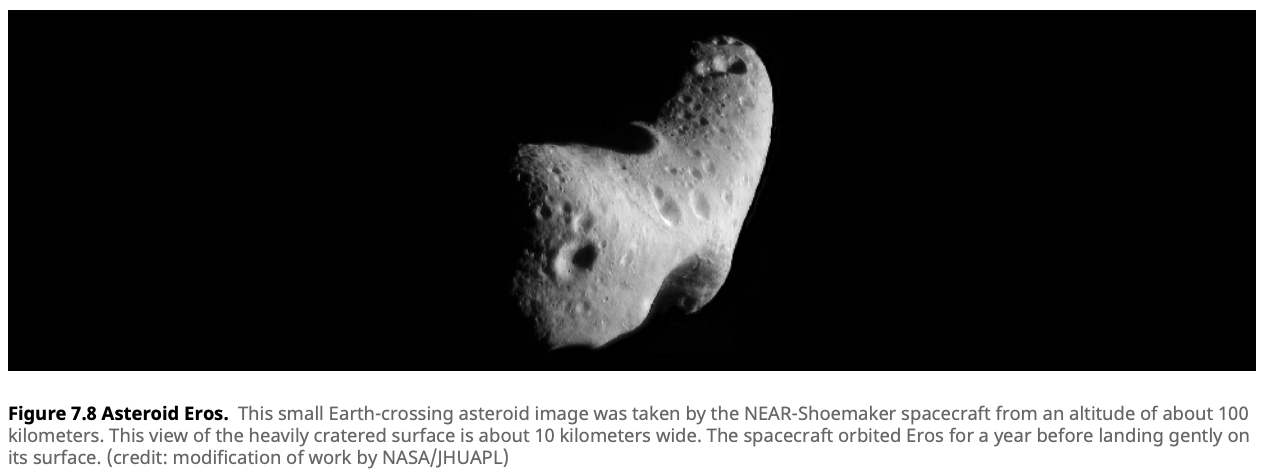 Figure 7.8 Asteroid Eros. This small Earth-crossing asteroid image was taken by the NEAR-Shoemaker spacecraft from an altitude of about 100
kilometers. This view of the heavily cratered surface is about 10 kilometers wide. The spacecraft orbited Eros for a year before landing gently on
its surface. (credit: modification of work by NASA/JHUAPL)